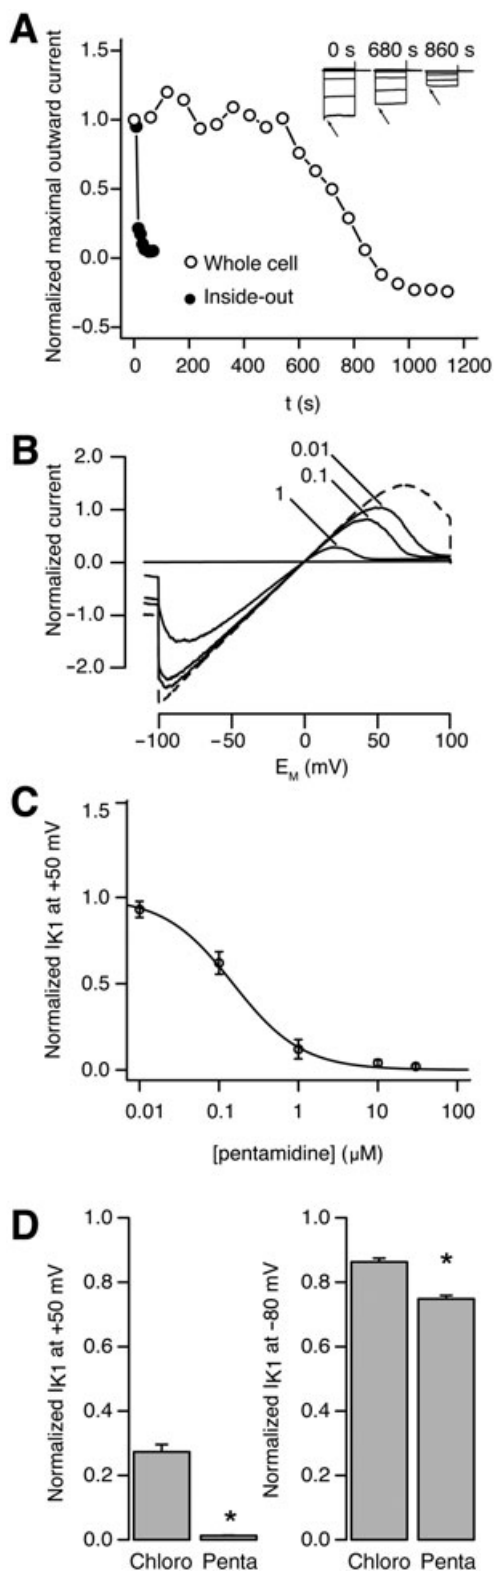 A
Normalized maximal outward current
1.5
1.0
0.5
0.0
−0.5
0 s 680 s 860 s
Whole cell
Inside-out
0 200 400 600 800 1000 1200
t (s)
B
Normalized current
2.0
1.0
0.0
−1.0
−2.0
0.01
0.1
1
−100 −50 0 50 100
EM (mV)
C
Normalized IK1 at +50 mV
1.5
1.0
0.5
0.0
0.01 0.1 1 10 100
[pentamidine] (µM)
D
Normalized IK1 at +50 mV
1.0
0.8
0.6
0.4
0.2
0.0
*
Chloro Penta
Normalized IK1 at −80 mV
1.0
0.8
0.6
0.4
0.2
0.0
*
Chloro Penta